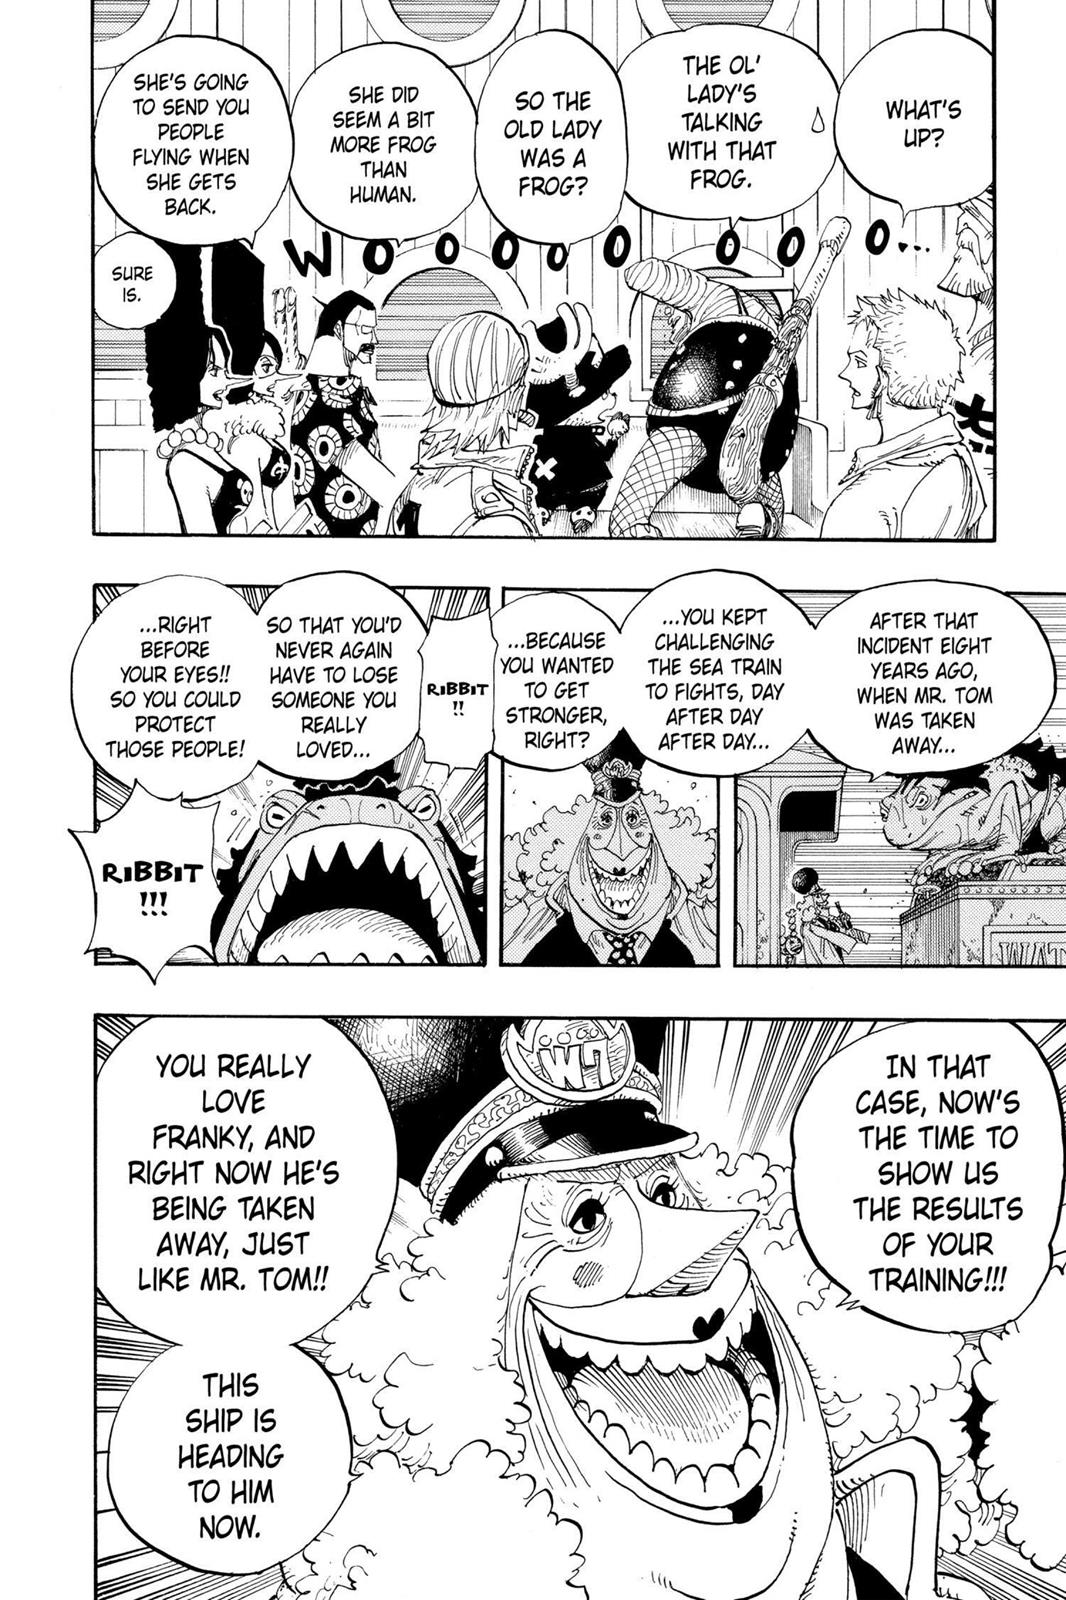 WHAT'S
UP?
THE OL'
LADY'S
TALKING
WITH THAT
FROG.
SO THE
OLD LADY
WAS A
FROG?
SHE DID
SEEM A BIT
MORE FROG
THAN
HUMAN.
SHE'S GOING
TO SEND YOU
PEOPLE
FLYING WHEN
SHE GETS
BACK.
SURE
IS.
WOOOOOOOO...
AFTER THAT
INCIDENT EIGHT
YEARS AGO,
WHEN MR. TOM
WAS TAKEN
AWAY...
...YOU KEPT
CHALLENGING
THE SEA TRAIN
TO FIGHTS, DAY
AFTER DAY
AFTER DAY...
WAT
...BECAUSE
YOU WANTED
TO GET
STRONGER,
RIGHT?
RIBBIT
!!
SO THAT YOU'D
NEVER AGAIN
HAVE TO LOSE
SOMEONE YOU
REALLY
LOVED...
...RIGHT
BEFORE
YOUR EYES!!
SO YOU COULD
PROTECT
THOSE PEOPLE!
RIBBIT
!!!
IN THAT
CASE, NOW'S
THE TIME TO
SHOW US
THE RESULTS
OF YOUR
TRAINING!!!
W7
YOU REALLY
LOVE
FRANKY, AND
RIGHT NOW HE'S
BEING TAKEN
AWAY, JUST
LIKE MR. TOM!!
THIS
SHIP IS
HEADING
TO HIM
NOW.